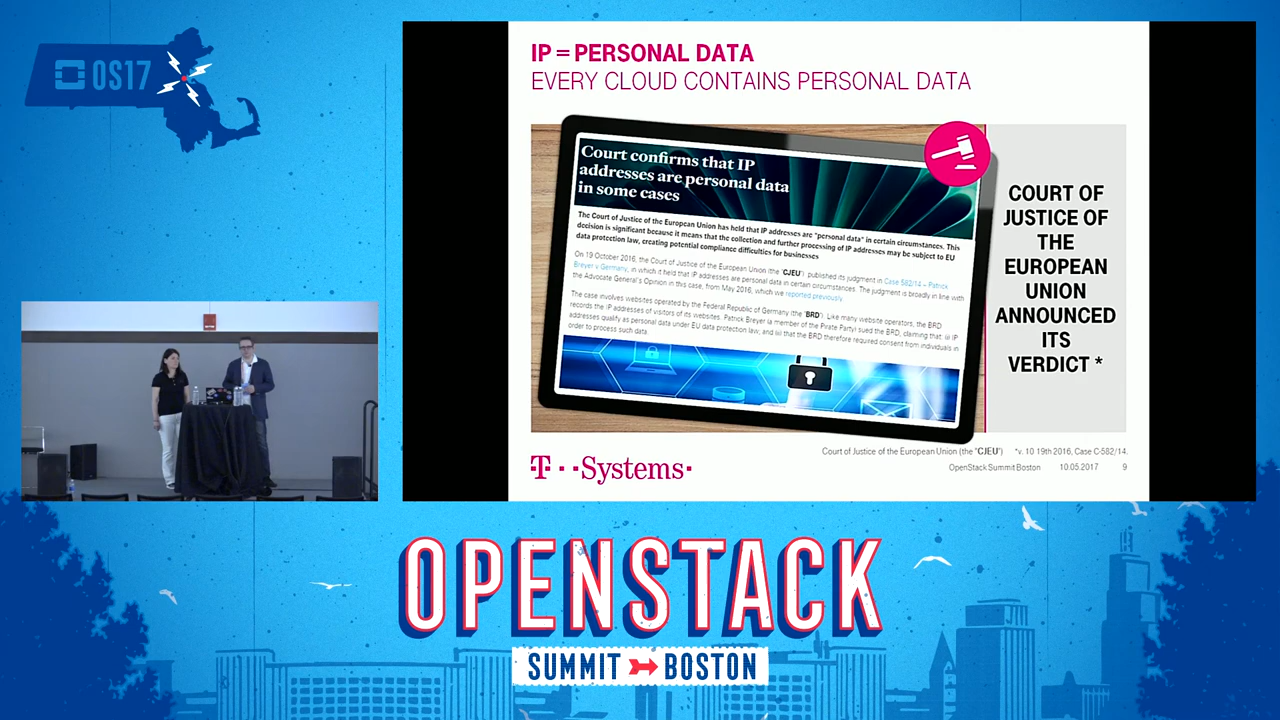 OS17
IP = PERSONAL DATA
EVERY CLOUD CONTAINS PERSONAL DATA
Court confirms that IP
addresses are personal data
in some cases
The Court of Justice of the European Union has held that IP addresses are "personal data" in certain circumstances. This
decision is significant because it means that the collection and further processing of IP addresses may be subject to EU
data protection law, creating potential compliance difficulties for businesses
On 19 October 2016, the Court of Justice of the European Union (the "CJEU") published its judgment in Case 582/14 – Patrick
Breyer v Germany, in which it held that IP addresses are personal data in certain circumstances. The judgment is broadly in line with
the Advocate General's Opinion in this case, from May 2016, which we reported previously.
The case involves websites operated by the Federal Republic of Germany (the "BRD"). Like many website operators, the BRD
records the IP addresses of visitors of its websites. Patrick Breyer (a member of the Pirate Party) sued the BRD, claiming that: (i) IP
addresses qualify as personal data under EU data protection law; and (ii) that the BRD therefore required consent from individuals in
order to process such data.
COURT OF
JUSTICE OF
THE
EUROPEAN
UNION
ANNOUNCED
ITS
VERDICT *
Court of Justice of the European Union (the "CJEU") *v. 10 19th 2016, Case C-582/14.
T··Systems·
OpenStack Summit Boston 10.05.2017 9
OPENSTACK
SUMMIT BOSTON